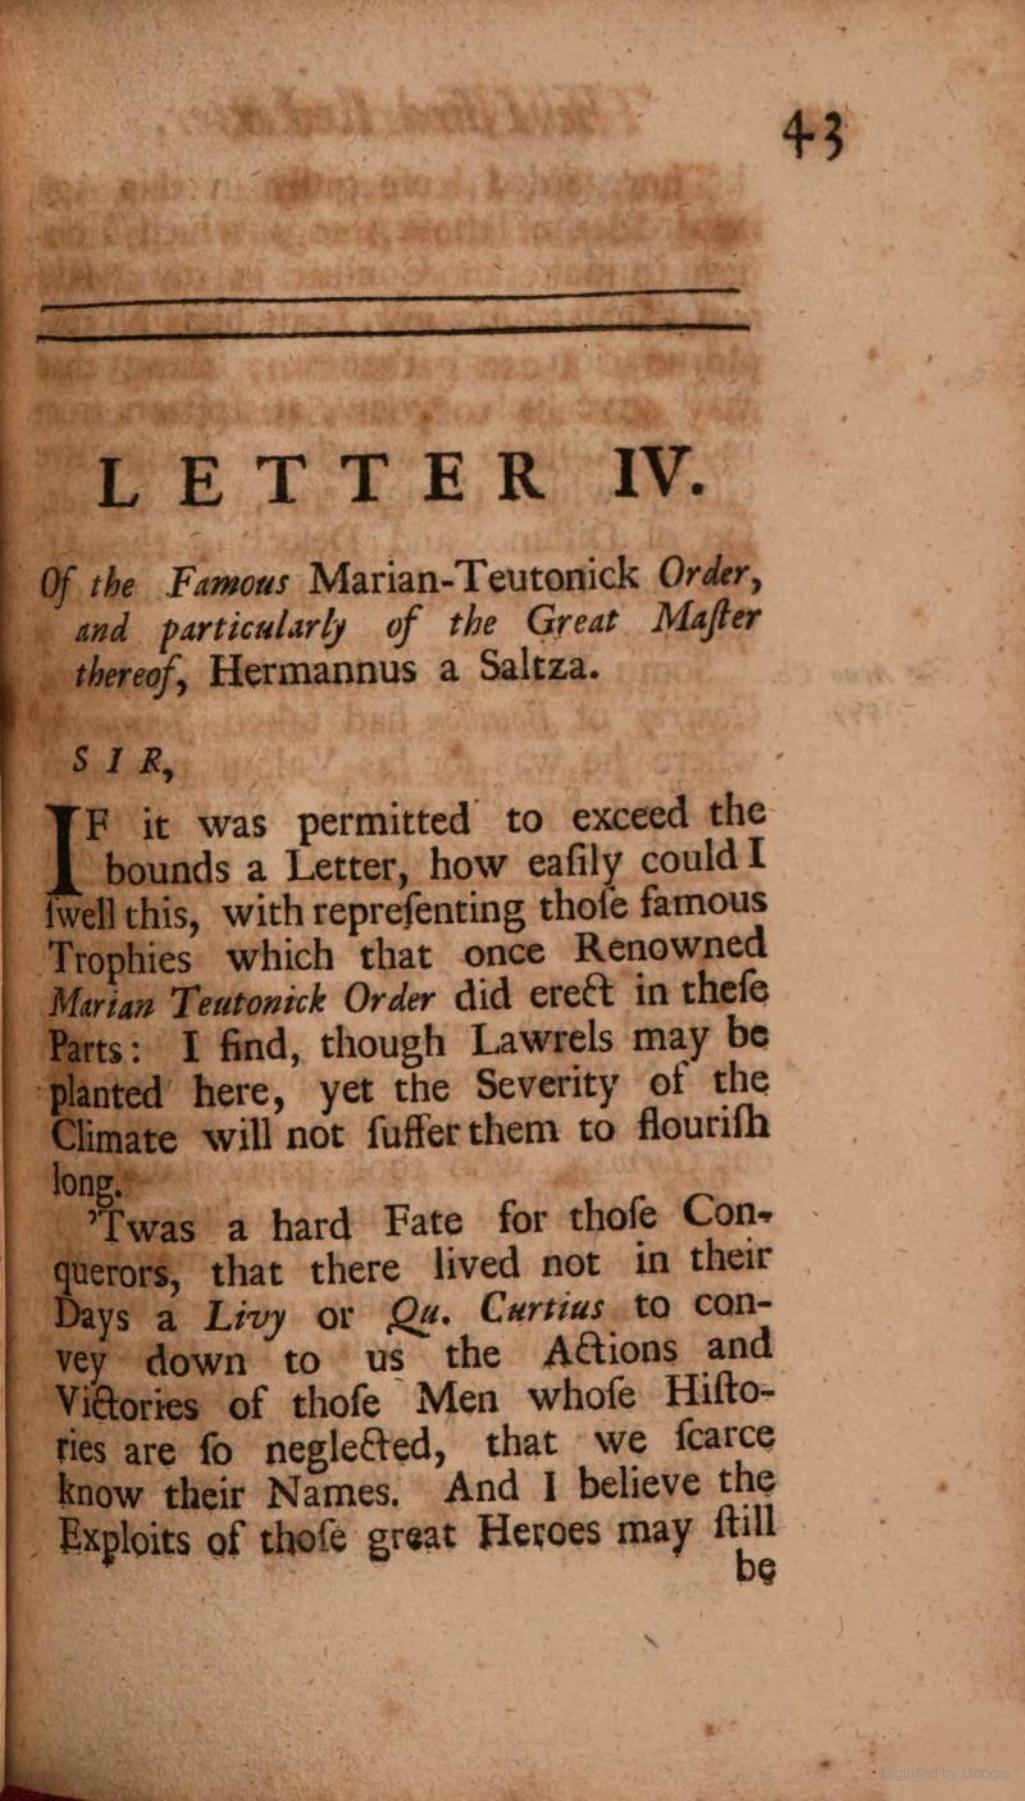 43
LETTER IV.
Of the Famous Marian-Teutonick Order,
and particularly of the Great Maſter
thereof, Hermannus a Saltza.
SIR,
IF it was permitted to exceed the
bounds a Letter, how eaſily could I
ſwell this, with repreſenting thoſe famous
Trophies which that once Renowned
Marian Teutonick Order did erect in theſe
Parts: I find, though Lawrels may be
planted here, yet the Severity of the
Climate will not ſuffer them to flouriſh
long.
'Twas a hard Fate for thoſe Con-
querors, that there lived not in their
Days a Livy or Qu. Curtius to con-
vey down to us the Actions and
Victories of thoſe Men whoſe Hiſto-
ries are ſo neglected, that we ſcarce
know their Names. And I believe the
Exploits of thoſe great Heroes may ſtill
be
Digitized by Google